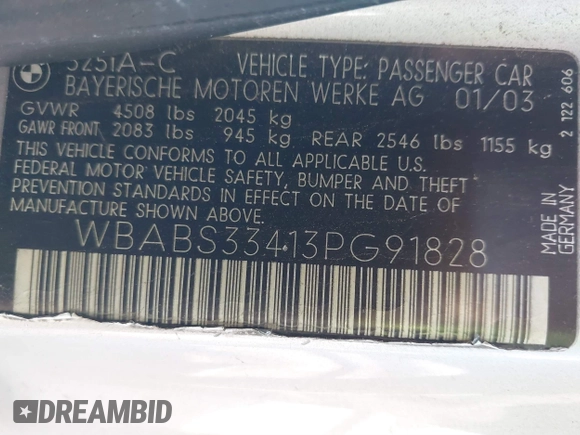 325iA-C VEHICLE TYPE: PASSENGER CAR
BAYERISCHE MOTOREN WERKE AG 01/03
GVWR 4508 lbs 2045 kg
GAWR FRONT 2083 lbs 945 kg REAR 2546 lbs 1155 kg
THIS VEHICLE CONFORMS TO ALL APPLICABLE U.S.
FEDERAL MOTOR VEHICLE SAFETY, BUMPER AND THEFT
PREVENTION STANDARDS IN EFFECT ON THE DATE OF
MANUFACTURE SHOWN ABOVE.
WBABS33413PG91828
2 122 606
MADE IN
GERMANY
DREAMBID